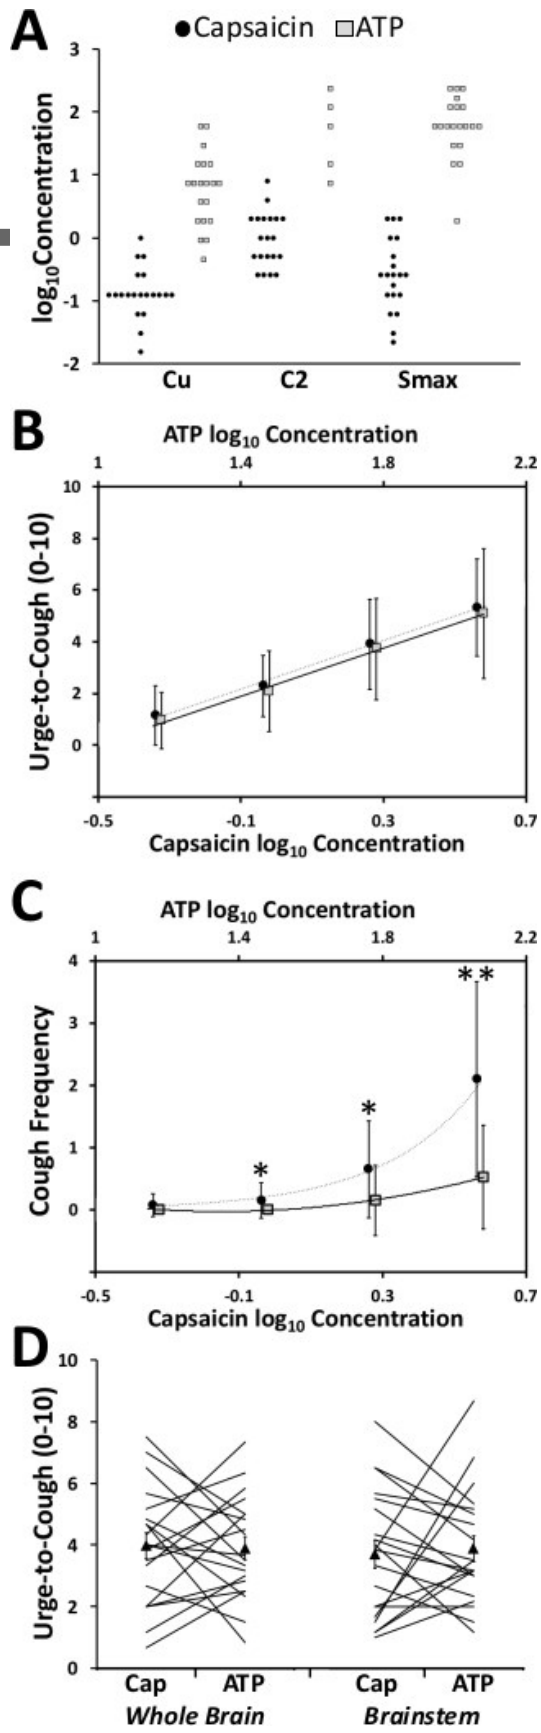 A
● Capsaicin □ ATP
log10Concentration
3
2
1
0
-1
-2
Cu C2 Smax
B
ATP log10 Concentration
1 1.4 1.8 2.2
Urge-to-Cough (0-10)
10
8
6
4
2
0
-0.5 -0.1 0.3 0.7
Capsaicin log10 Concentration
C
ATP log10 Concentration
1 1.4 1.8 2.2
Cough Frequency
4
3
2
1
0
* * * *
-0.5 -0.1 0.3 0.7
Capsaicin log10 Concentration
D
Urge-to-Cough (0-10)
10
8
6
4
2
0
Cap ATP Cap ATP
Whole Brain Brainstem